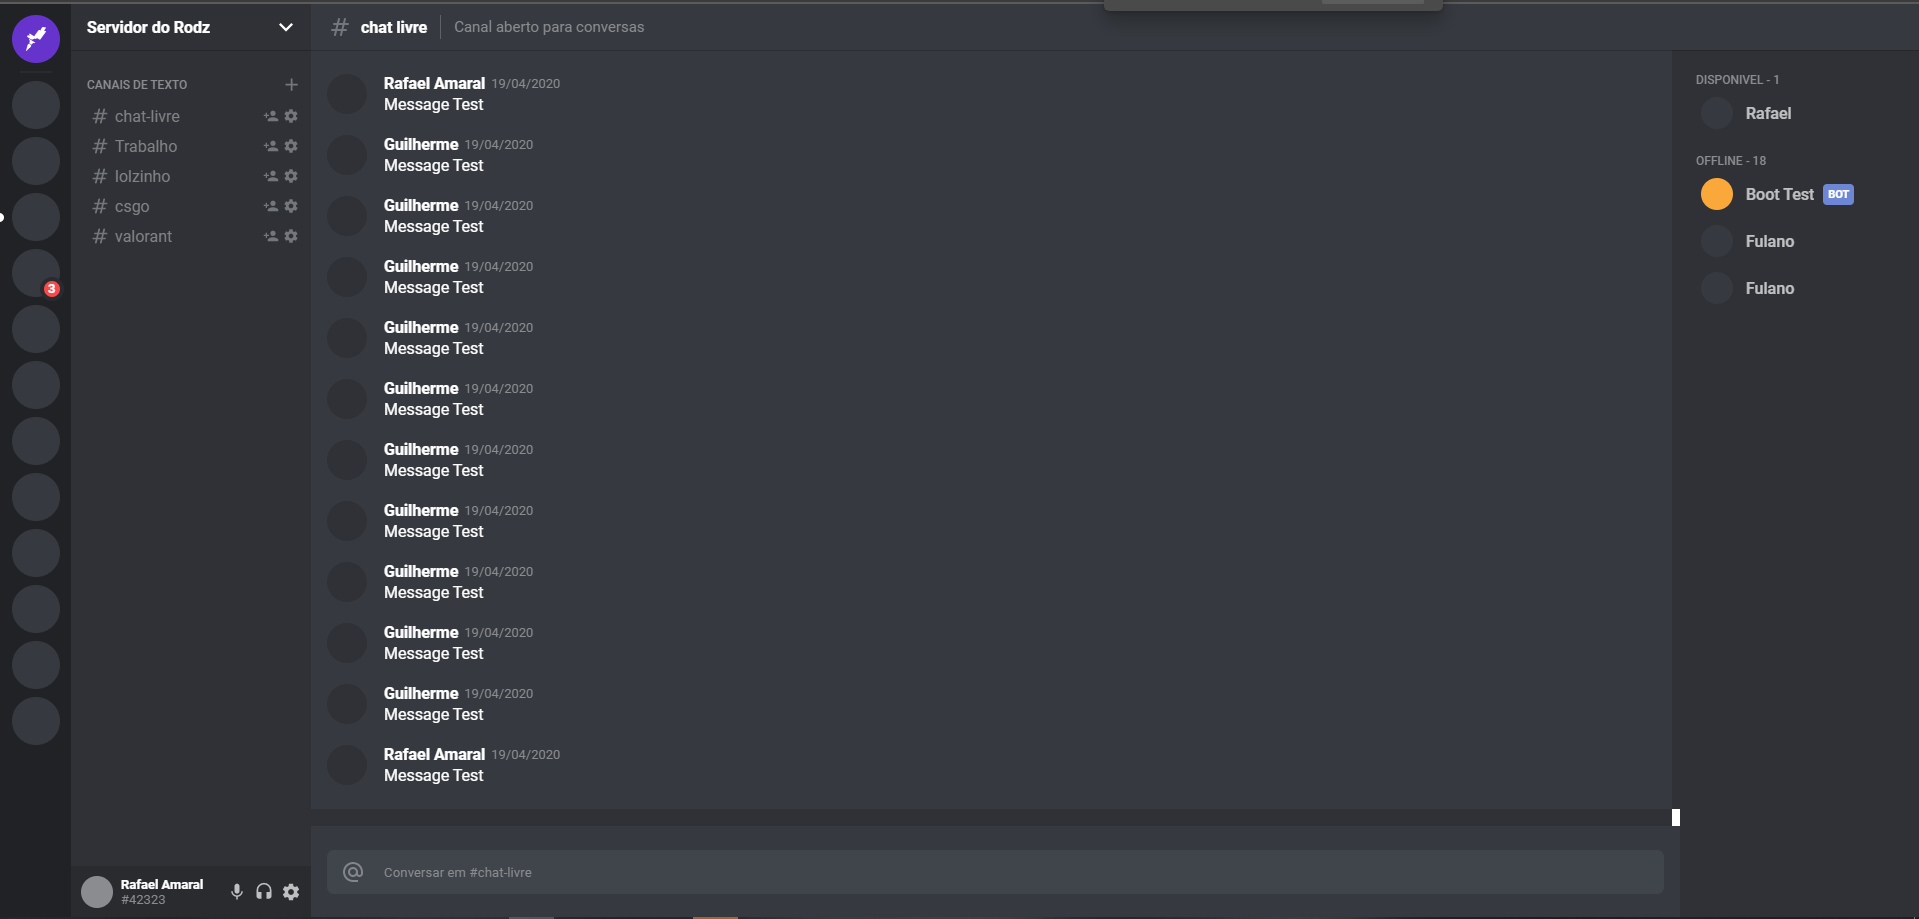 Servidor do Rodz
CANAIS DE TEXTO
# chat-livre
# Trabalho
# lolzinho
# csgo
# valorant
3
Rafael Amaral
#42323
# chat livre Canal aberto para conversas
Rafael Amaral 19/04/2020
Message Test
Guilherme 19/04/2020
Message Test
Guilherme 19/04/2020
Message Test
Guilherme 19/04/2020
Message Test
Guilherme 19/04/2020
Message Test
Guilherme 19/04/2020
Message Test
Guilherme 19/04/2020
Message Test
Guilherme 19/04/2020
Message Test
Guilherme 19/04/2020
Message Test
Guilherme 19/04/2020
Message Test
Guilherme 19/04/2020
Message Test
Rafael Amaral 19/04/2020
Message Test
@ Conversar em #chat-livre
DISPONIVEL - 1
Rafael
OFFLINE - 18
Boot Test BOT
Fulano
Fulano